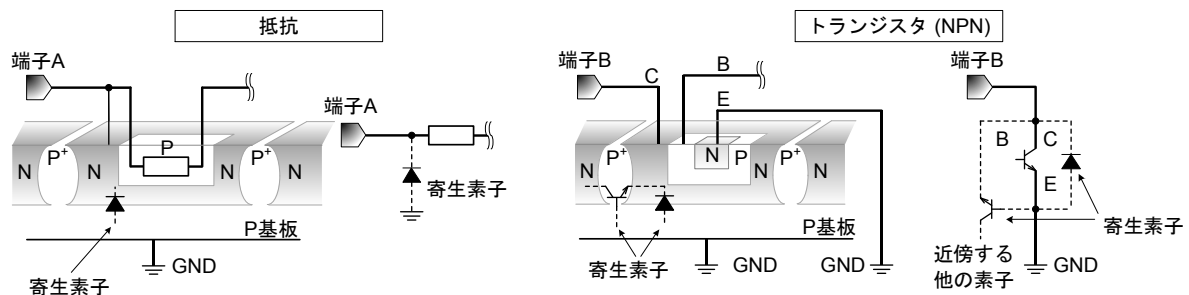 抵抗
トランジスタ (NPN)
端子A
端子A
P
N
P+
N
N
P+
N
寄生素子
P基板
GND
寄生素子
端子B
C
B
E
N
P+
N
N
P
N
P+
N
P基板
寄生素子
GND
GND
端子B
B
C
E
寄生素子
近傍する
他の素子
GND